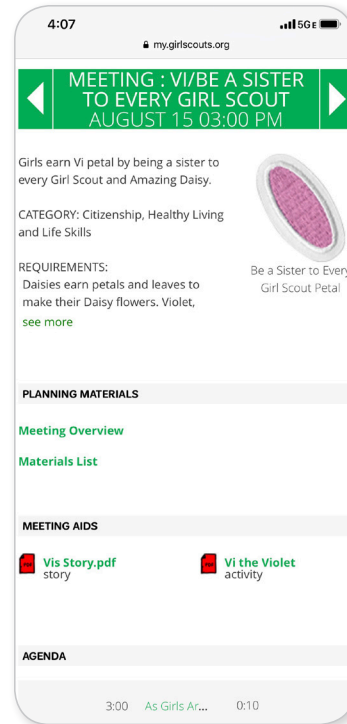 4:07
5GE
my.girlscouts.org
MEETING : VI/BE A SISTER
TO EVERY GIRL SCOUT
AUGUST 15 03:00 PM
Girls earn Vi petal by being a sister to
every Girl Scout and Amazing Daisy.
CATEGORY: Citizenship, Healthy Living
and Life Skills
REQUIREMENTS:
Daisies earn petals and leaves to
make their Daisy flowers. Violet,
see more
Be a Sister to Every
Girl Scout Petal
PLANNING MATERIALS
Meeting Overview
Materials List
MEETING AIDS
Vis Story.pdf
story
Vi the Violet
activity
AGENDA
3:00 As Girls Ar... 0:10